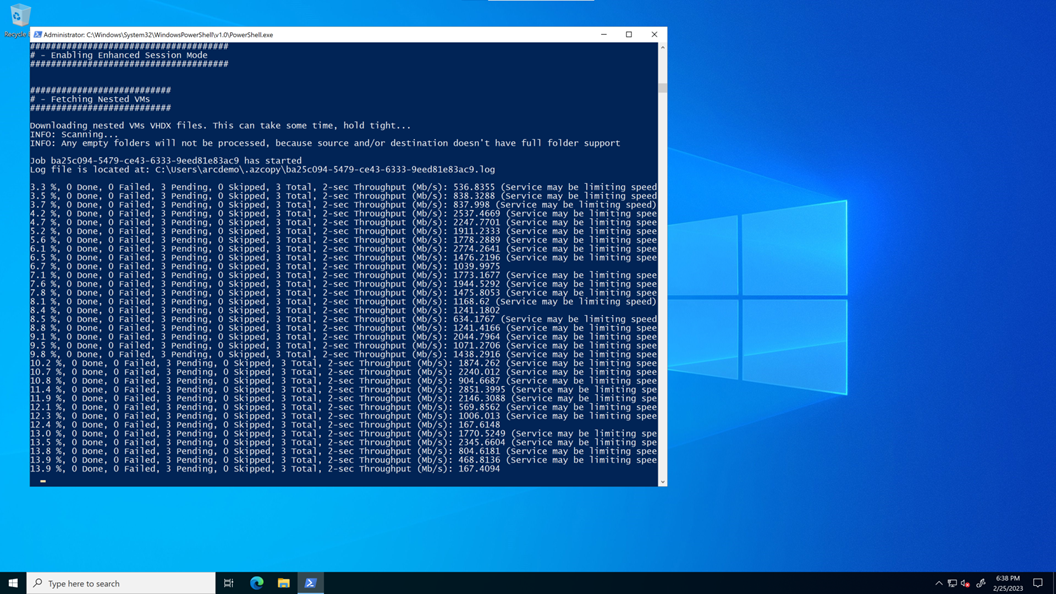 Recycle
Administrator: C:\Windows\System32\WindowsPowerShell\v1.0\PowerShell.exe
######################################
# - Enabling Enhanced Session Mode
######################################
###########################
# - Fetching Nested VMs
###########################
Downloading nested VMs VHDX files. This can take some time, hold tight...
INFO: Scanning...
INFO: Any empty folders will not be processed, because source and/or destination doesn't have full folder support
Job ba25c094-5479-ce43-6333-9eed81e83ac9 has started
Log file is located at: C:\Users\arcdemo\.azcopy\ba25c094-5479-ce43-6333-9eed81e83ac9.log
3.3 %, 0 Done, 0 Failed, 3 Pending, 0 Skipped, 3 Total, 2-sec Throughput (Mb/s): 536.8355 (Service may be limiting speed
3.5 %, 0 Done, 0 Failed, 3 Pending, 0 Skipped, 3 Total, 2-sec Throughput (Mb/s): 838.3288 (Service may be limiting speed
3.7 %, 0 Done, 0 Failed, 3 Pending, 0 Skipped, 3 Total, 2-sec Throughput (Mb/s): 837.998 (Service may be limiting speed)
4.2 %, 0 Done, 0 Failed, 3 Pending, 0 Skipped, 3 Total, 2-sec Throughput (Mb/s): 2537.4669 (Service may be limiting spee
4.7 %, 0 Done, 0 Failed, 3 Pending, 0 Skipped, 3 Total, 2-sec Throughput (Mb/s): 2247.7701 (Service may be limiting spee
5.2 %, 0 Done, 0 Failed, 3 Pending, 0 Skipped, 3 Total, 2-sec Throughput (Mb/s): 1911.2333 (Service may be limiting spee
5.6 %, 0 Done, 0 Failed, 3 Pending, 0 Skipped, 3 Total, 2-sec Throughput (Mb/s): 1778.2889 (Service may be limiting spee
6.1 %, 0 Done, 0 Failed, 3 Pending, 0 Skipped, 3 Total, 2-sec Throughput (Mb/s): 2774.2641 (Service may be limiting spee
6.5 %, 0 Done, 0 Failed, 3 Pending, 0 Skipped, 3 Total, 2-sec Throughput (Mb/s): 1476.2196 (Service may be limiting spee
6.7 %, 0 Done, 0 Failed, 3 Pending, 0 Skipped, 3 Total, 2-sec Throughput (Mb/s): 1039.9975
7.1 %, 0 Done, 0 Failed, 3 Pending, 0 Skipped, 3 Total, 2-sec Throughput (Mb/s): 1773.1677 (Service may be limiting spee
7.6 %, 0 Done, 0 Failed, 3 Pending, 0 Skipped, 3 Total, 2-sec Throughput (Mb/s): 1944.5292 (Service may be limiting spee
7.8 %, 0 Done, 0 Failed, 3 Pending, 0 Skipped, 3 Total, 2-sec Throughput (Mb/s): 1475.8053 (Service may be limiting spee
8.1 %, 0 Done, 0 Failed, 3 Pending, 0 Skipped, 3 Total, 2-sec Throughput (Mb/s): 1168.62 (Service may be limiting speed)
8.4 %, 0 Done, 0 Failed, 3 Pending, 0 Skipped, 3 Total, 2-sec Throughput (Mb/s): 1241.1802
8.5 %, 0 Done, 0 Failed, 3 Pending, 0 Skipped, 3 Total, 2-sec Throughput (Mb/s): 634.1767 (Service may be limiting speed
8.8 %, 0 Done, 0 Failed, 3 Pending, 0 Skipped, 3 Total, 2-sec Throughput (Mb/s): 1241.4166 (Service may be limiting spee
9.1 %, 0 Done, 0 Failed, 3 Pending, 0 Skipped, 3 Total, 2-sec Throughput (Mb/s): 2044.7964 (Service may be limiting spee
9.5 %, 0 Done, 0 Failed, 3 Pending, 0 Skipped, 3 Total, 2-sec Throughput (Mb/s): 1071.2706 (Service may be limiting spee
9.8 %, 0 Done, 0 Failed, 3 Pending, 0 Skipped, 3 Total, 2-sec Throughput (Mb/s): 1438.2916 (Service may be limiting spee
10.2 %, 0 Done, 0 Failed, 3 Pending, 0 Skipped, 3 Total, 2-sec Throughput (Mb/s): 1874.262 (Service may be limiting spee
10.7 %, 0 Done, 0 Failed, 3 Pending, 0 Skipped, 3 Total, 2-sec Throughput (Mb/s): 2240.012 (Service may be limiting spee
10.8 %, 0 Done, 0 Failed, 3 Pending, 0 Skipped, 3 Total, 2-sec Throughput (Mb/s): 904.6687 (Service may be limiting spee
11.4 %, 0 Done, 0 Failed, 3 Pending, 0 Skipped, 3 Total, 2-sec Throughput (Mb/s): 2851.3995 (Service may be limiting spe
11.9 %, 0 Done, 0 Failed, 3 Pending, 0 Skipped, 3 Total, 2-sec Throughput (Mb/s): 2146.3088 (Service may be limiting spe
12.1 %, 0 Done, 0 Failed, 3 Pending, 0 Skipped, 3 Total, 2-sec Throughput (Mb/s): 569.8562 (Service may be limiting spee
12.3 %, 0 Done, 0 Failed, 3 Pending, 0 Skipped, 3 Total, 2-sec Throughput (Mb/s): 1006.013 (Service may be limiting spee
12.4 %, 0 Done, 0 Failed, 3 Pending, 0 Skipped, 3 Total, 2-sec Throughput (Mb/s): 167.6148
13.0 %, 0 Done, 0 Failed, 3 Pending, 0 Skipped, 3 Total, 2-sec Throughput (Mb/s): 1770.5249 (Service may be limiting spe
13.5 %, 0 Done, 0 Failed, 3 Pending, 0 Skipped, 3 Total, 2-sec Throughput (Mb/s): 2345.6604 (Service may be limiting spe
13.8 %, 0 Done, 0 Failed, 3 Pending, 0 Skipped, 3 Total, 2-sec Throughput (Mb/s): 804.6181 (Service may be limiting spee
13.9 %, 0 Done, 0 Failed, 3 Pending, 0 Skipped, 3 Total, 2-sec Throughput (Mb/s): 468.8136 (Service may be limiting spee
13.9 %, 0 Done, 0 Failed, 3 Pending, 0 Skipped, 3 Total, 2-sec Throughput (Mb/s): 167.4094
Type here to search
6:38 PM
2/25/2023